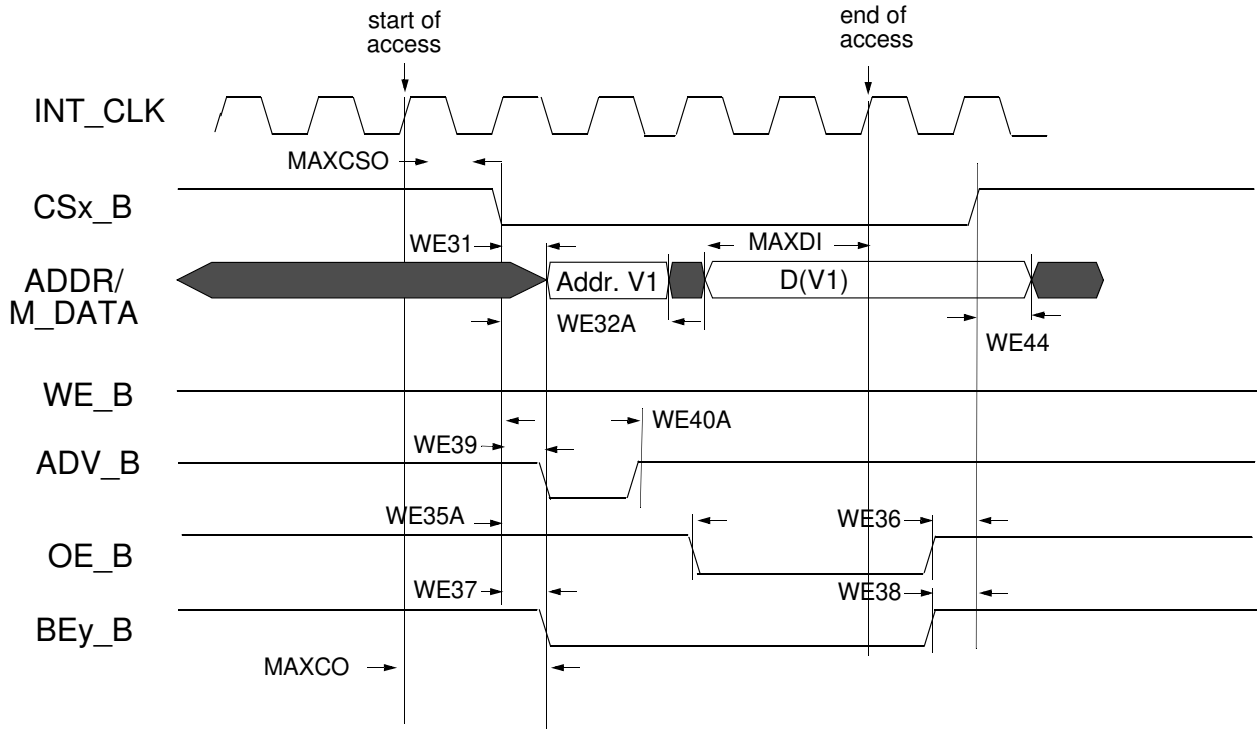 start of
access
end of
access
INT_CLK
MAXCSO
CSx_B
WE31
MAXDI
ADDR/
M_DATA
Addr. V1
D(V1)
WE32A
WE44
WE_B
WE40A
WE39
ADV_B
WE35A
WE36
OE_B
WE37
WE38
BEy_B
MAXCO